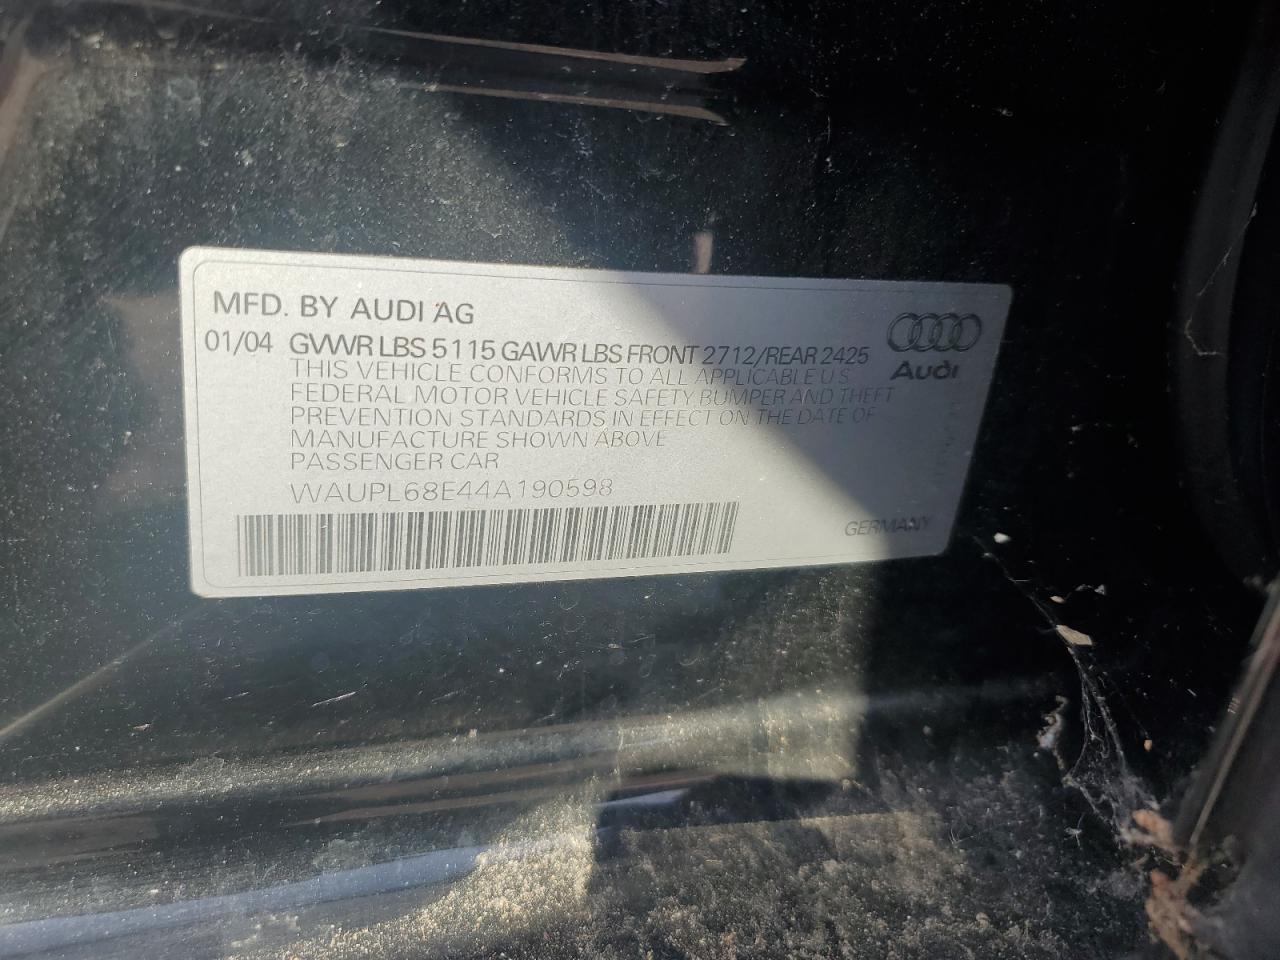 MFD. BY AUDI AG
01/04 GVWR LBS 5115 GAWR LBS FRONT 2712/REAR 2425
THIS VEHICLE CONFORMS TO ALL APPLICABLE U S
FEDERAL MOTOR VEHICLE SAFETY BUMPER AND THEFT
PREVENTION STANDARDS IN EFFECT ON THE DATE OF
MANUFACTURE SHOWN ABOVE
PASSENGER CAR
WAUPL68E44A190598
Audi
GERMANY